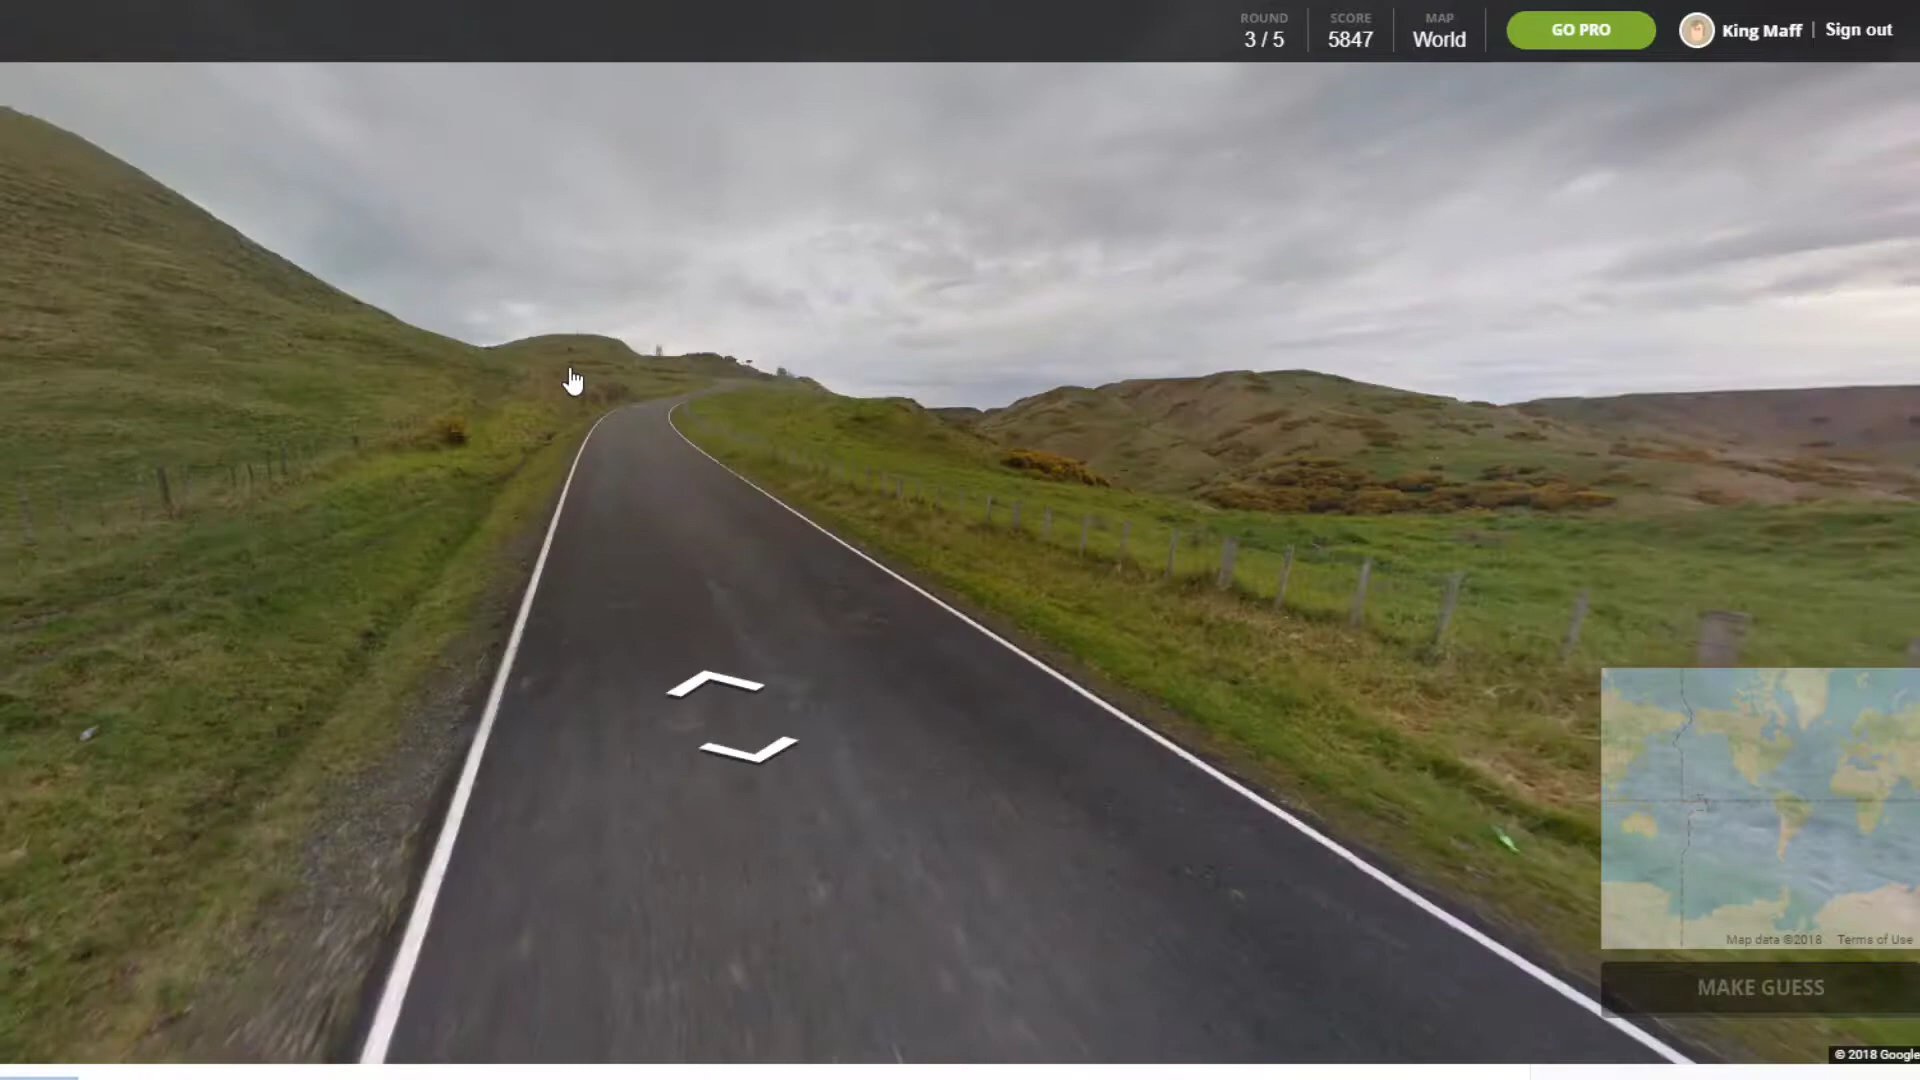 ROUND
3 / 5
SCORE
5847
MAP
World
GO PRO
King Maff | Sign out
Map data ©2018 Terms of Use
MAKE GUESS
© 2018 Google